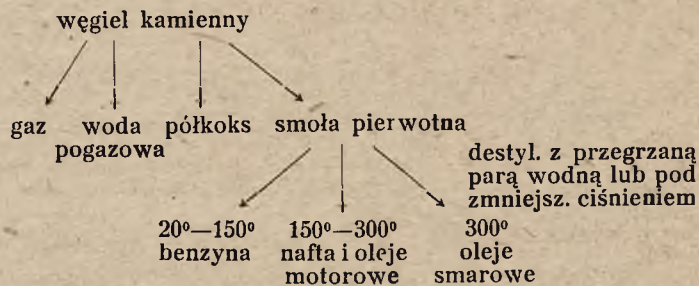 węgiel kamienny
gaz woda półkoks smoła pierwotna
pogazowa
destyl. z przegrzaną
parą wodną lub pod
zmniejsz. ciśnieniem
20°—150° 150°—300° 300°
benzyna nafta i oleje oleje
motorowe smarowe